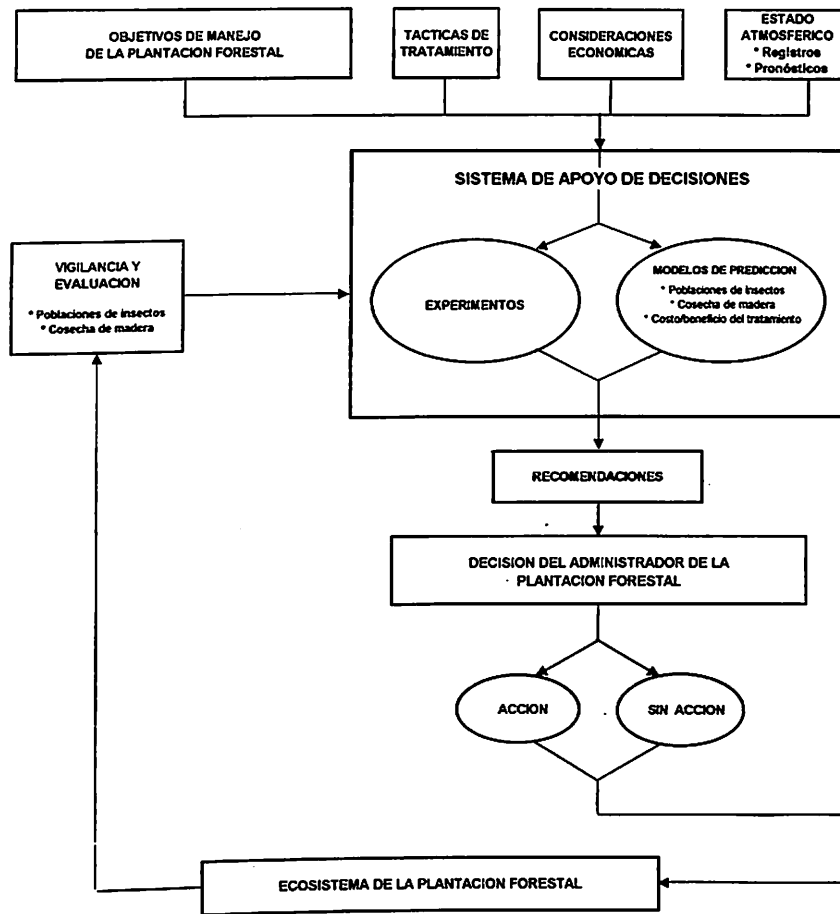 OBJETIVOS DE MANEJO
DE LA PLANTACION FORESTAL
TACTICAS DE
TRATAMIENTO
CONSIDERACIONES
ECONOMICAS
ESTADO
ATMOSFERICO
* Registros
* Pronósticos
SISTEMA DE APOYO DE DECISIONES
VIGILANCIA Y
EVALUACION
* Poblaciones de insectos
* Cosecha de madera
EXPERIMENTOS
MODELOS DE PREDICCION
* Poblaciones de insectos
* Cosecha de madera
* Costo/beneficio del tratamiento
RECOMENDACIONES
DECISION DEL ADMINISTRADOR DE LA
PLANTACION FORESTAL
ACCION
SIN ACCION
ECOSISTEMA DE LA PLANTACION FORESTAL